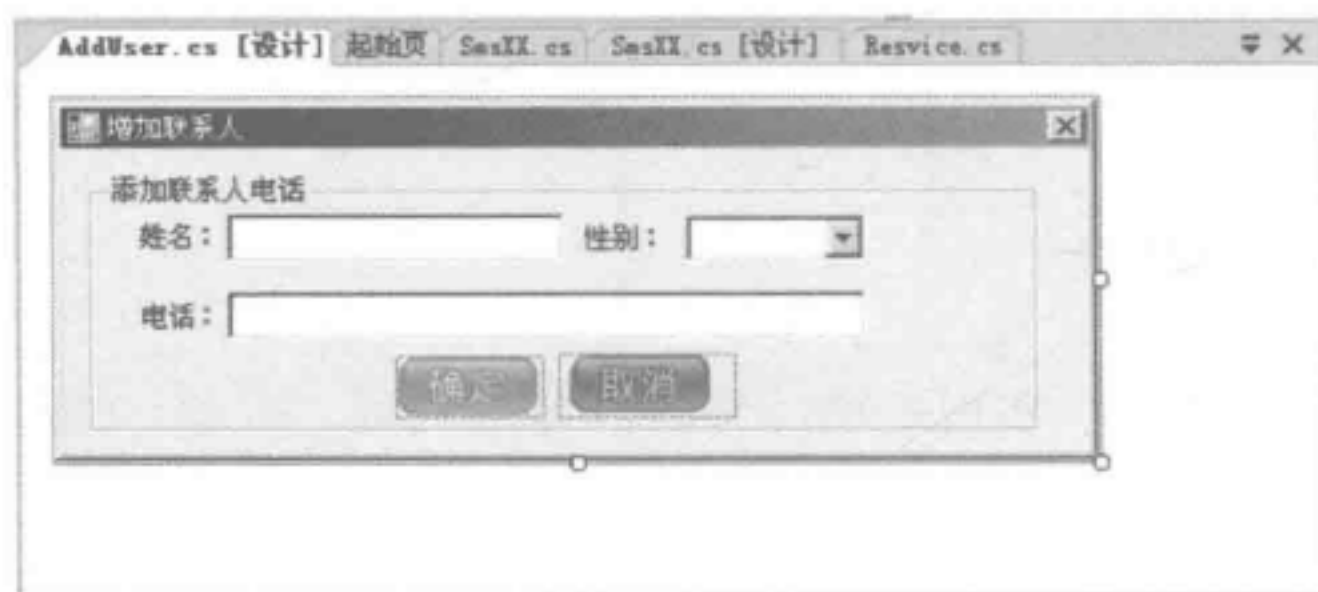 AddUser.cs [设计] 起始页 SmsXX.cs SmsXX.cs [设计] Resvice.cs
增加联系人
添加联系人电话
姓名： 性别：
电话：
确定 取消